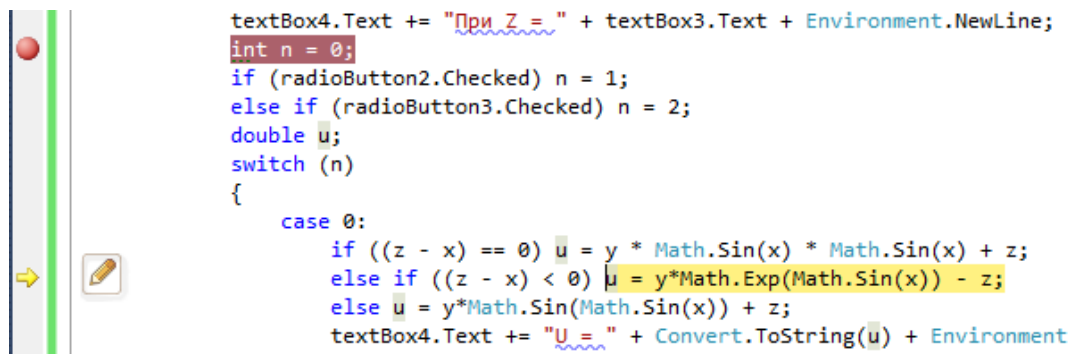 textBox4.Text += "При Z = " + textBox3.Text + Environment.NewLine;
int n = 0;
if (radioButton2.Checked) n = 1;
else if (radioButton3.Checked) n = 2;
double u;
switch (n)
{
case 0:
if ((z - x) == 0) u = y * Math.Sin(x) * Math.Sin(x) + z;
else if ((z - x) < 0) u = y*Math.Exp(Math.Sin(x)) - z;
else u = y*Math.Sin(Math.Sin(x)) + z;
textBox4.Text += "U = " + Convert.ToString(u) + Environment